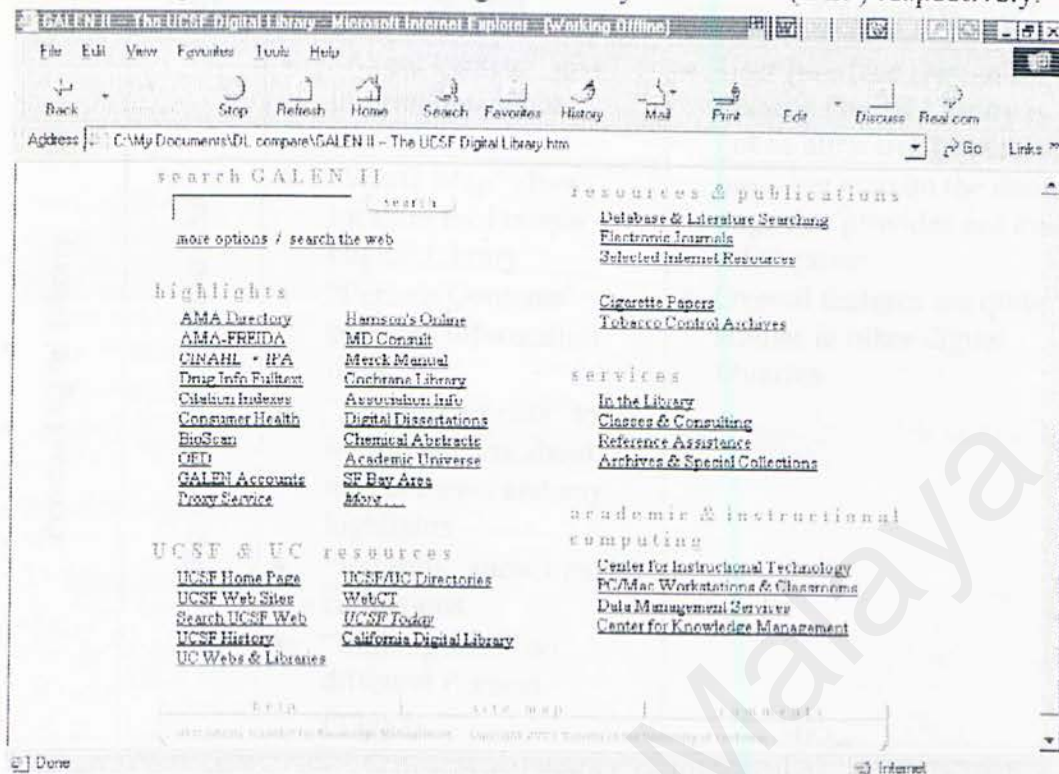 respectively.
GALEN II - The UCSF Digital Library - Microsoft Internet Explorer - [Working Offline]
File Edit View Favorites Tools Help
Back Stop Refresh Home Search Favorites History Mail Print Edit Discuss Real.com
Address C:\My Documents\DL compare\GALEN II - The UCSF Digital Library.htm Go Links »
search GALEN II
search
more options / search the web
highlights
AMA Directory Harrison's Online
AMA-FREIDA MD Consult
CINAHL + IPA Merck Manual
Drug Info Fulltext Cochrane Library
Citation Indexes Association Info
Consumer Health Digital Dissertations
BioScan Chemical Abstracts
OED Academic Universe
GALEN Accounts SF Bay Area
Proxy Service More . . .
UCSF & UC resources
UCSF Home Page UCSF/UC Directories
UCSF Web Sites WebCT
Search UCSF Web UCSF Today
UCSF History California Digital Library
UC Webs & Libraries
resources & publications
Database & Literature Searching
Electronic Journals
Selected Internet Resources
Cigarette Papers
Tobacco Control Archives
services
In the Library
Classes & Consulting
Reference Assistance
Archives & Special Collections
academic & instructional
computing
Center for Instructional Technology
PC/Mac Workstations & Classrooms
Data Management Services
Center for Knowledge Management
help site map comments
Done Internet
Malaya